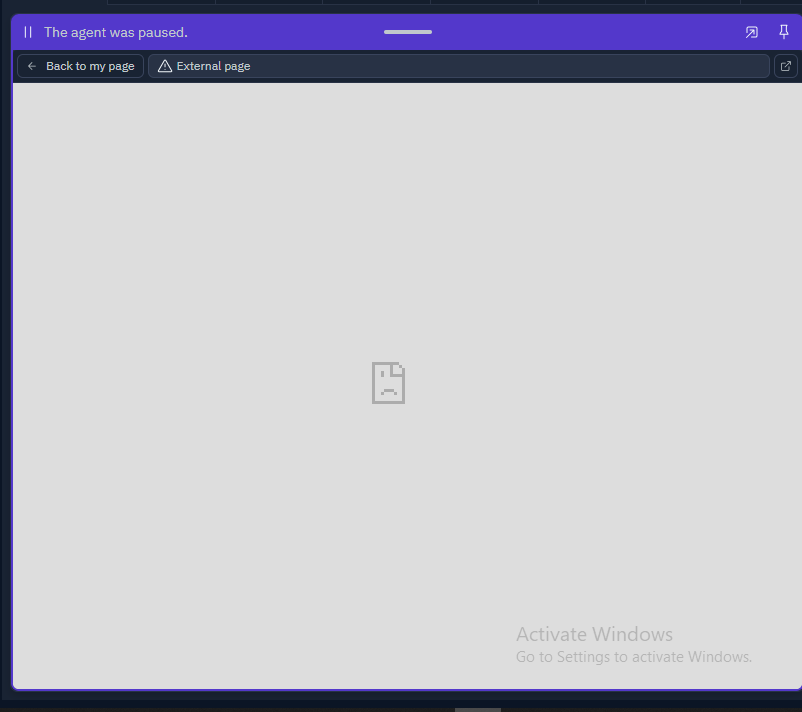 The agent was paused.
Back to my page
External page
Activate Windows
Go to Settings to activate Windows.